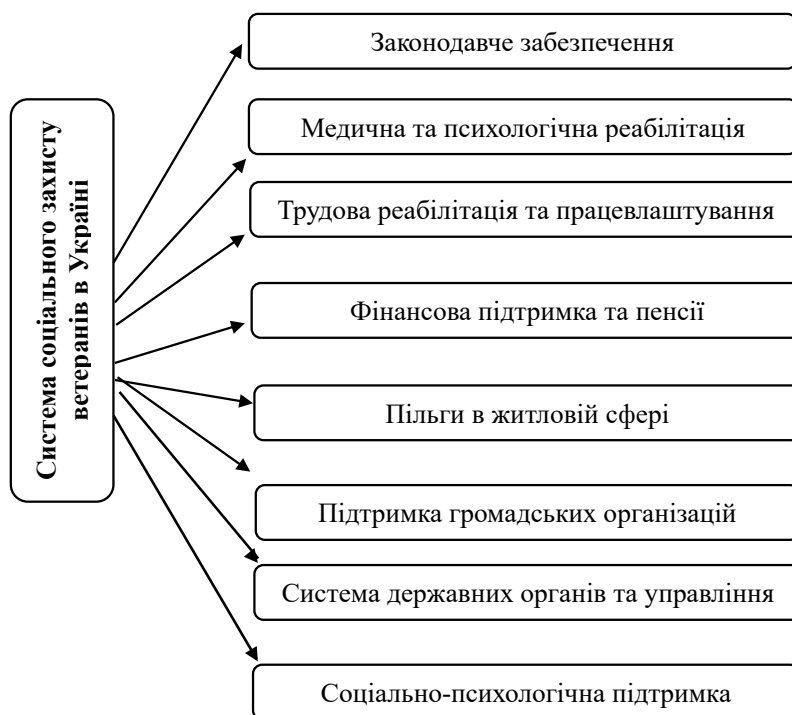 Система соціального захисту
ветеранів в Україні
Законодавче забезпечення
Медична та психологічна реабілітація
Трудова реабілітація та працевлаштування
Фінансова підтримка та пенсії
Пільги в житловій сфері
Підтримка громадських організацій
Система державних органів та управління
Соціально-психологічна підтримка